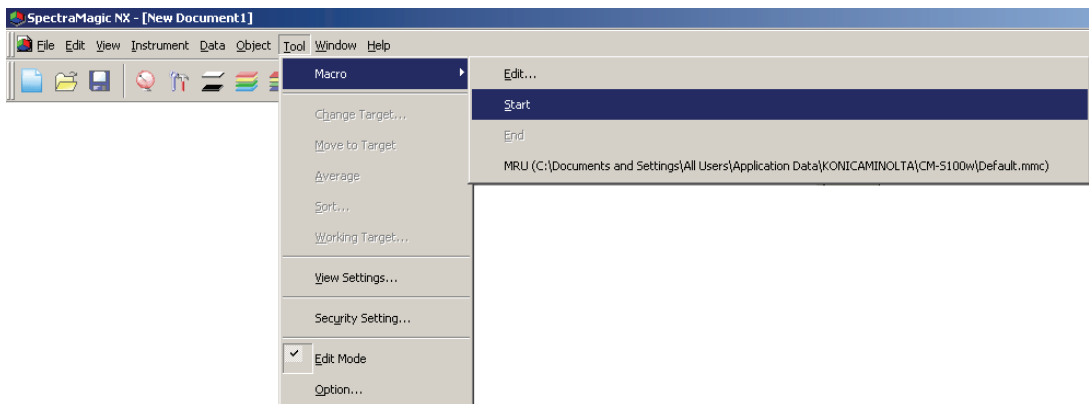 SpectraMagic NX - [New Document1]
File Edit View Instrument Data Object Tool Window Help
Macro
Edit...
Start
End
MRU (C:\Documents and Settings\All Users\Application Data\KONICAMINOLTA\CM-S100w\Default.mmc)
Change Target...
Move to Target
Average
Sort...
Working Target...
View Settings...
Security Setting...
Edit Mode
Option...